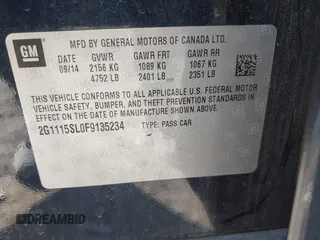 GM
MFD BY GENERAL MOTORS OF CANADA LTD.
DATE GVWR GAWR FRT GAWR RR
09/14 2156 KG 1089 KG 1067 KG
4752 LB 2401 LB 2351 LB
THIS VEHICLE CONFORMS TO ALL APPLICABLE U.S. FEDERAL MOTOR
VEHICLE SAFETY, BUMPER, AND THEFT PREVENTION STANDARDS IN
EFFECT ON THE DATE OF MANUFACTURE SHOWN ABOVE.
2G1115SL0F9135234 TYPE: PASS CAR
DREAMBID